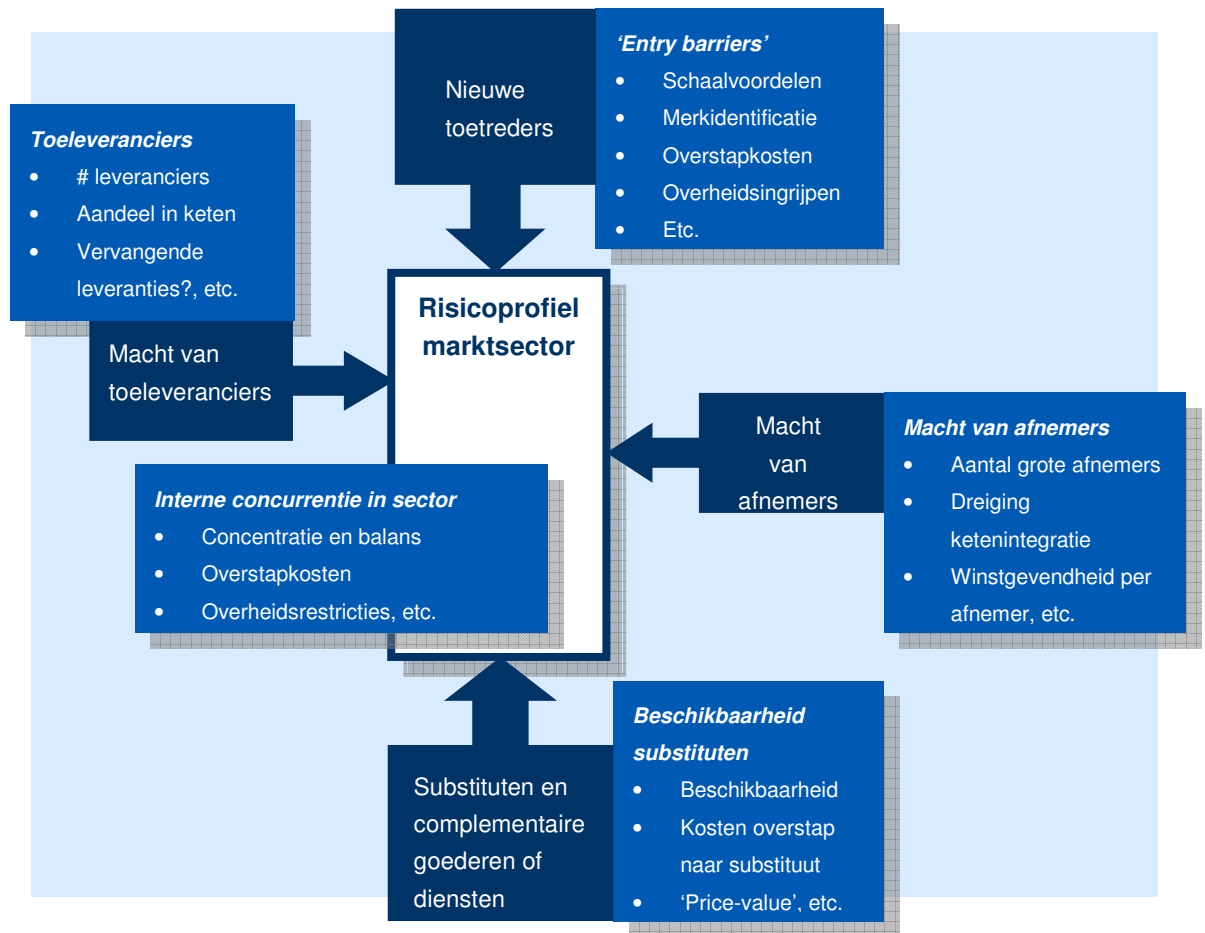 Nieuwe
toetreders
‘Entry barriers’
• Schaalvoordelen
• Merkidentificatie
• Overstapkosten
• Overheidsingrijpen
• Etc.
Toeleveranciers
• # leveranciers
• Aandeel in keten
• Vervangende
leveranties?, etc.
Macht van
toeleveranciers
Risicoprofiel
marktsector
Macht
van
afnemers
Macht van afnemers
• Aantal grote afnemers
• Dreiging
ketenintegratie
• Winstgevendheid per
afnemer, etc.
Interne concurrentie in sector
• Concentratie en balans
• Overstapkosten
• Overheidsrestricties, etc.
Substituten en
complementaire
goederen of
diensten
Beschikbaarheid
substituten
• Beschikbaarheid
• Kosten overstap
naar substituut
• ‘Price-value’, etc.